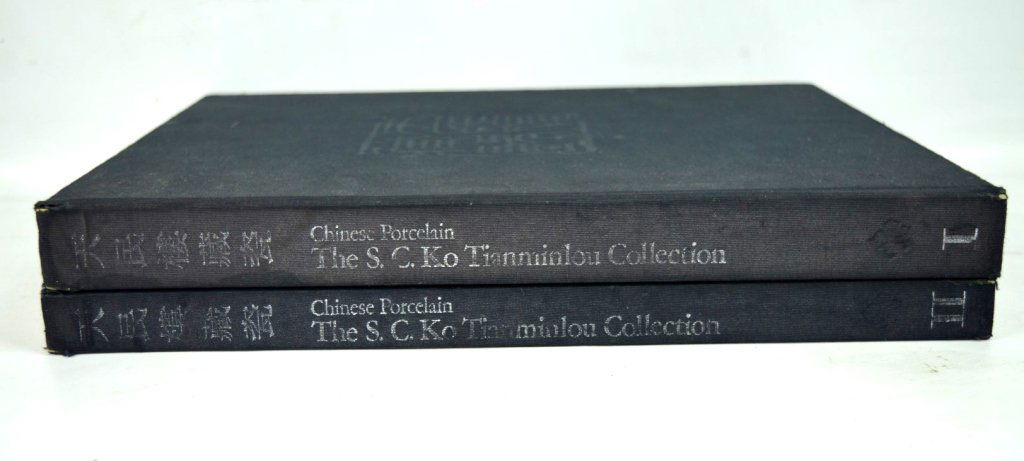 天民樓藏瓷
Chinese Porcelain
The S. C. Ko Tianminlou Collection
I
天民樓藏瓷
Chinese Porcelain
The S. C. Ko Tianminlou Collection
II